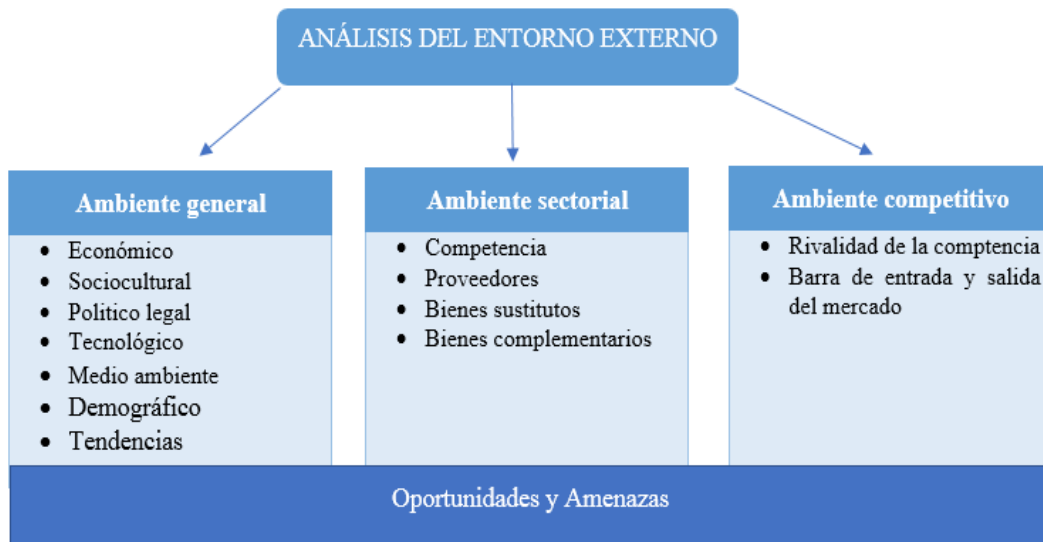 ANÁLISIS DEL ENTORNO EXTERNO
Ambiente general
• Económico
• Sociocultural
• Politico legal
• Tecnológico
• Medio ambiente
• Demográfico
• Tendencias
Ambiente sectorial
• Competencia
• Proveedores
• Bienes sustitutos
• Bienes complementarios
Ambiente competitivo
• Rivalidad de la comptencia
• Barra de entrada y salida
del mercado
Oportunidades y Amenazas